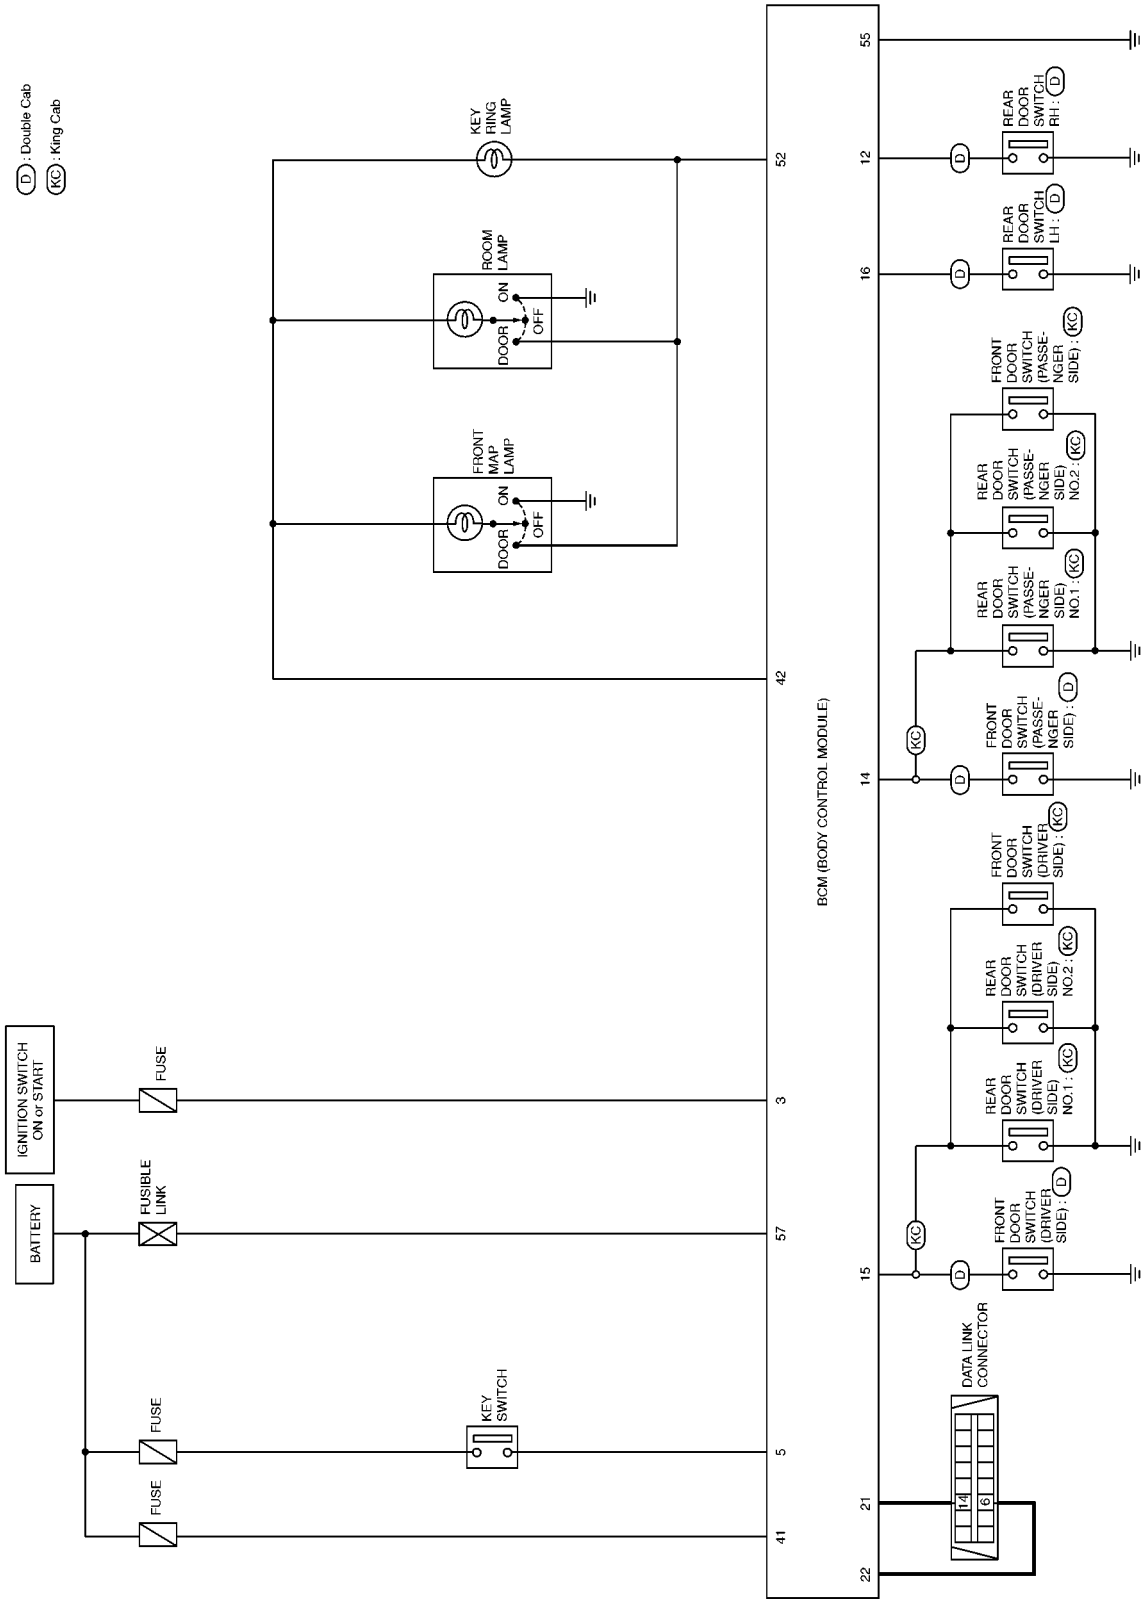 D : Double Cab
KC : King Cab
IGNITION SWITCH
ON or START
BATTERY
FUSE
FUSE
FUSIBLE
LINK
FUSE
KEY
SWITCH
FRONT
MAP
LAMP
DOOR
OFF
ON
ROOM
LAMP
DOOR
OFF
ON
KEY
RING
LAMP
41
5
57
3
42
52
BCM (BODY CONTROL MODULE)
22
21
15
14
16
12
55
DATA LINK
CONNECTOR
14
6
D
KC
FRONT
DOOR
SWITCH
(DRIVER
SIDE) : D
REAR
DOOR
SWITCH
(DRIVER
SIDE)
NO.1 : KC
REAR
DOOR
SWITCH
(DRIVER
SIDE)
NO.2 : KC
FRONT
DOOR
SWITCH
(DRIVER
SIDE) : KC
D
KC
FRONT
DOOR
SWITCH
(PASSE-
NGER
SIDE) : D
REAR
DOOR
SWITCH
(PASSE-
NGER
SIDE)
NO.1 : KC
REAR
DOOR
SWITCH
(PASSE-
NGER
SIDE)
NO.2 : KC
FRONT
DOOR
SWITCH
(PASSE-
NGER
SIDE) : KC
D
REAR
DOOR
SWITCH
LH : D
D
REAR
DOOR
SWITCH
RH : D